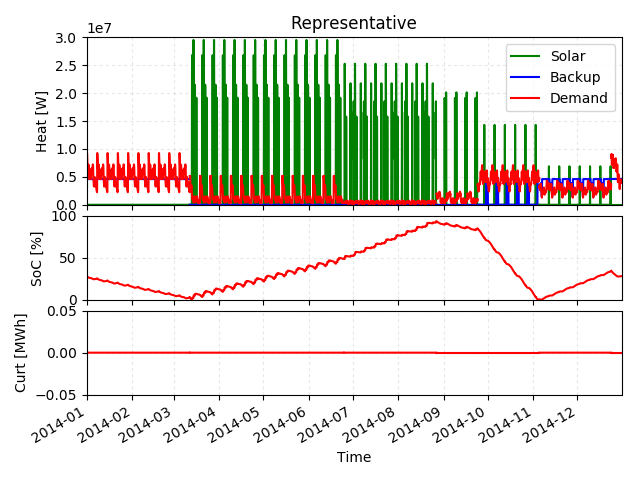 Representative
1e7
3.0
2.5
2.0
1.5
1.0
0.5
0.0
Heat [W]
Solar
Backup
Demand
100
50
0
SoC [%]
0.05
0.00
−0.05
Curt [MWh]
2014-01
2014-02
2014-03
2014-04
2014-05
2014-06
2014-07
2014-08
2014-09
2014-10
2014-11
2014-12
Time